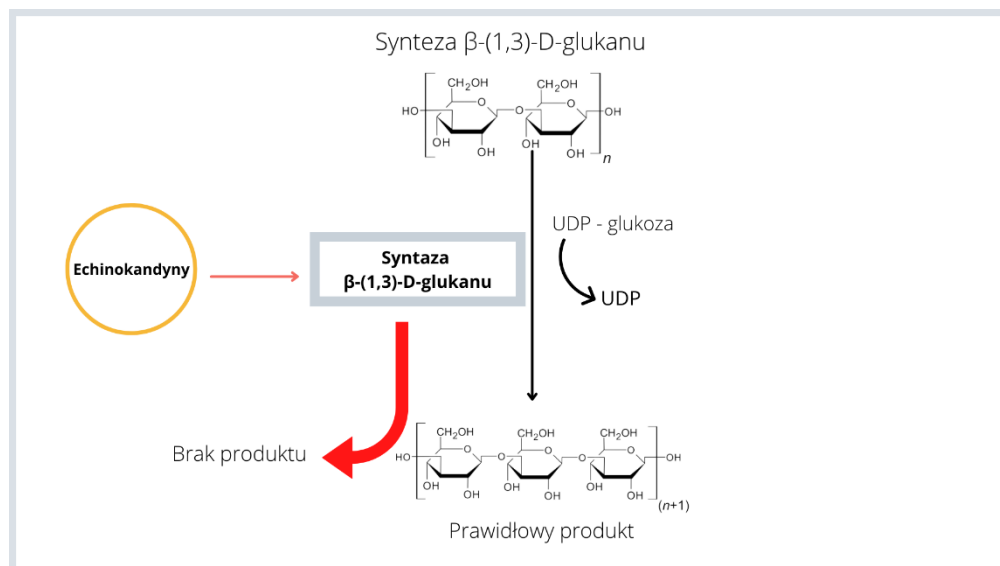 Synteza β-(1,3)-D-glukanu
CH₂OH CH₂OH
HO O O O OH
OH OH OH OH
n
UDP - glukoza
Echinokandyny
Syntaza
β-(1,3)-D-glukanu
UDP
Brak produktu
CH₂OH CH₂OH CH₂OH
HO O O O O O OH
OH OH OH OH OH OH
(n+1)
Prawidłowy produkt